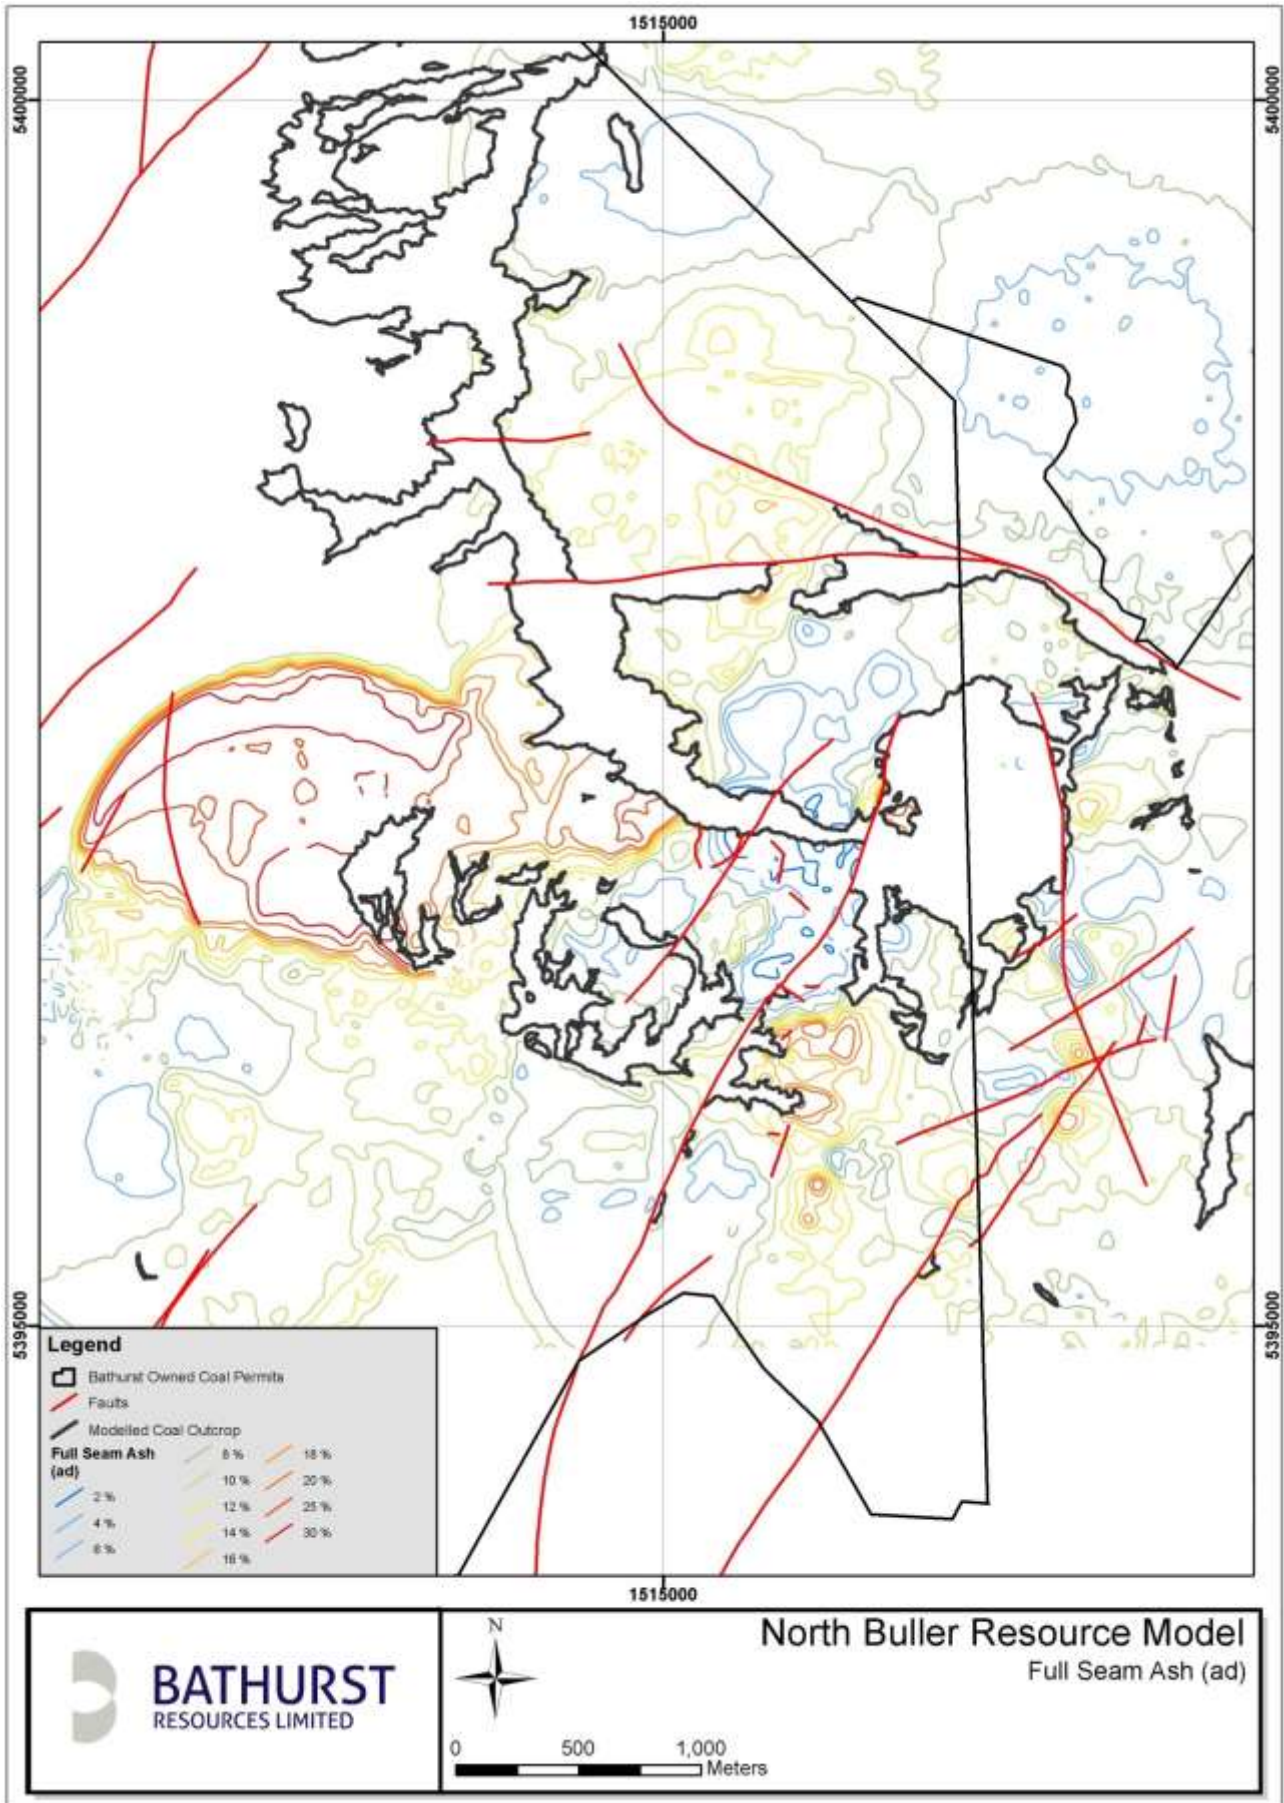 1515000
5400000
5400000
5395000
5395000
Legend
Bathurst Owned Coal Permits
Faults
Modelled Coal Outcrop
Full Seam Ash
(ad)
2 %
4 %
6 %
8 %
10 %
12 %
14 %
16 %
18 %
20 %
25 %
30 %
1515000
BATHURST
RESOURCES LIMITED
N
0 500 1,000
Meters
North Buller Resource Model
Full Seam Ash (ad)